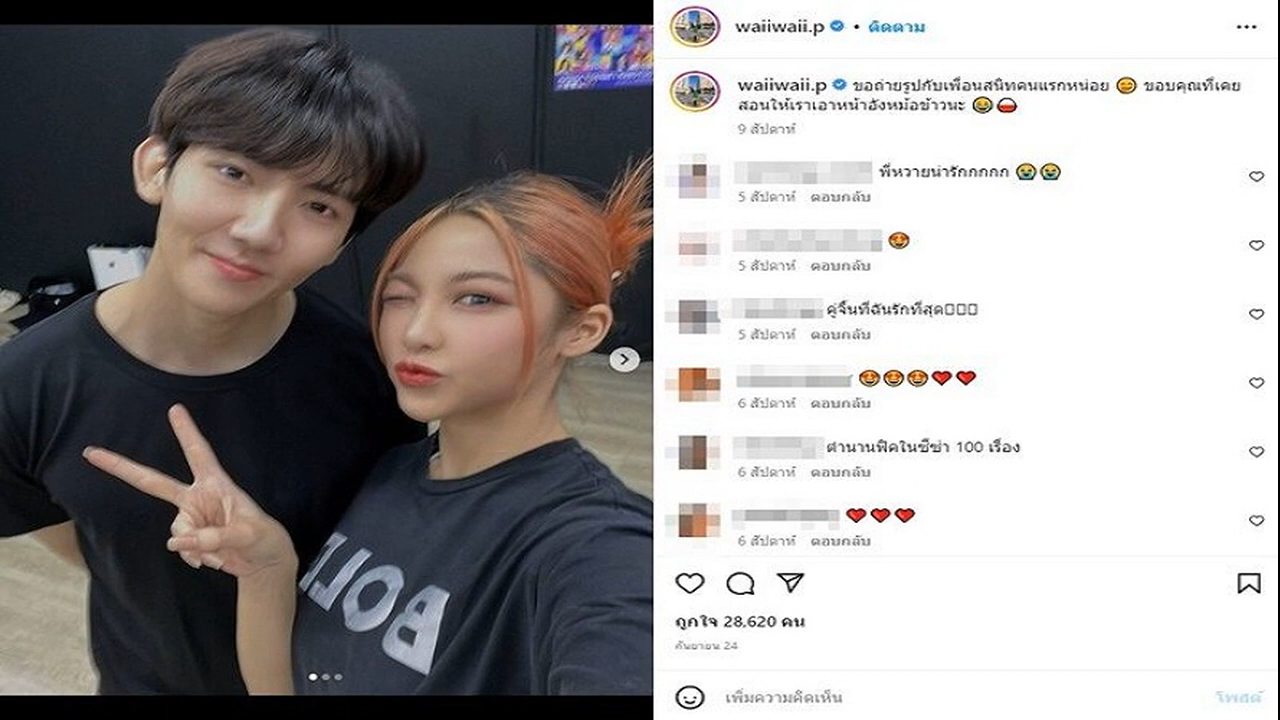 waiiwaii.p • ติดตาม
waiiwaii.p ขอถ่ายรูปกับเพื่อนสนิทคนแรกหน่อย 😊 ขอบคุณที่เคย
สอนให้เราเอาหน้าอังหม้อข้าวนะ 😂🍚
9 สัปดาห์
พี่หวายน่ารักกกกก 😭😭
5 สัปดาห์ ตอบกลับ
🤩
5 สัปดาห์ ตอบกลับ
คู่จิ้นที่ฉันรักที่สุด
5 สัปดาห์ ตอบกลับ
🤩🤩🤩❤️❤️
6 สัปดาห์ ตอบกลับ
ตำนานฟิคในซีซ่า 100 เรื่อง
6 สัปดาห์ ตอบกลับ
❤️❤️❤️
6 สัปดาห์ ตอบกลับ
ถูกใจ 28,620 คน
กันยายน 24
เพิ่มความคิดเห็น โพสต์